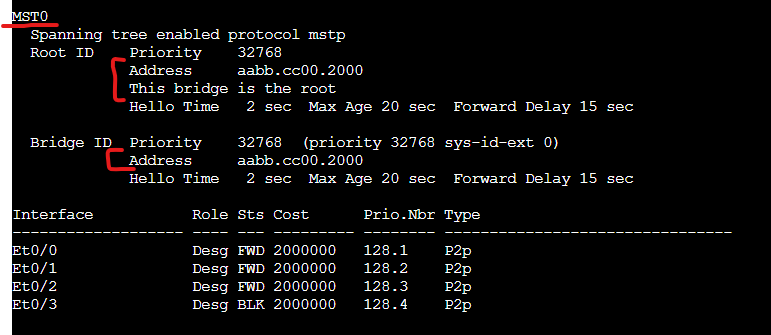 MST0
Spanning tree enabled protocol mstp
Root ID Priority 32768
Address aabb.cc00.2000
This bridge is the root
Hello Time 2 sec Max Age 20 sec Forward Delay 15 sec
Bridge ID Priority 32768 (priority 32768 sys-id-ext 0)
Address aabb.cc00.2000
Hello Time 2 sec Max Age 20 sec Forward Delay 15 sec
Interface Role Sts Cost Prio.Nbr Type
------------------- ---- --- --------- -------- --------------------------------
Et0/0 Desg FWD 2000000 128.1 P2p
Et0/1 Desg FWD 2000000 128.2 P2p
Et0/2 Desg FWD 2000000 128.3 P2p
Et0/3 Desg BLK 2000000 128.4 P2p